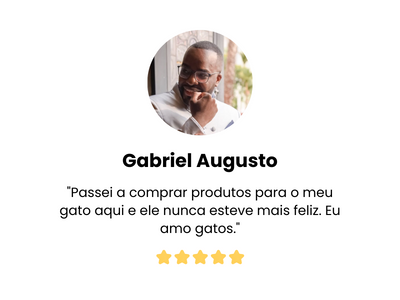 Gabriel Augusto
"Passei a comprar produtos para o meu
gato aqui e ele nunca esteve mais feliz. Eu
amo gatos."